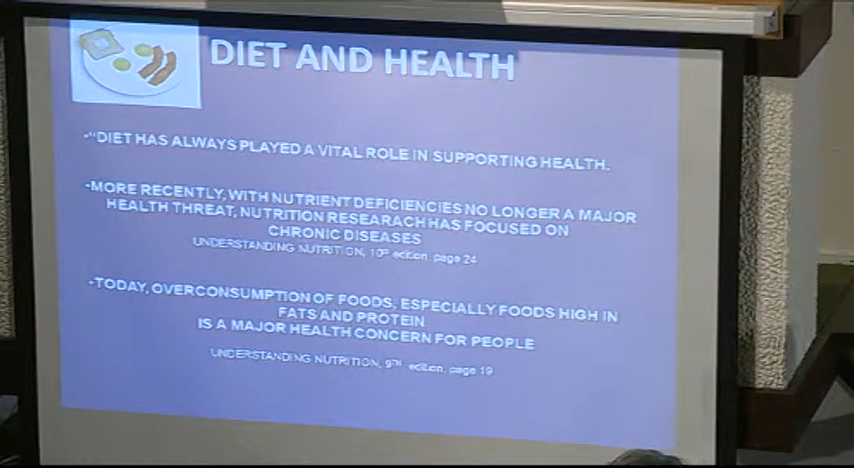 DIET AND HEALTH
•"DIET HAS ALWAYS PLAYED A VITAL ROLE IN SUPPORTING HEALTH.
•MORE RECENTLY, WITH NUTRIENT DEFICIENCIES NO LONGER A MAJOR
HEALTH THREAT, NUTRITION RESEARACH HAS FOCUSED ON
CHRONIC DISEASES
UNDERSTANDING NUTRITION, 10TH edition, page 24
•TODAY, OVERCONSUMPTION OF FOODS, ESPECIALLY FOODS HIGH IN
FATS AND PROTEIN
IS A MAJOR HEALTH CONCERN FOR PEOPLE
UNDERSTANDING NUTRITION, 9TH edition, page 19